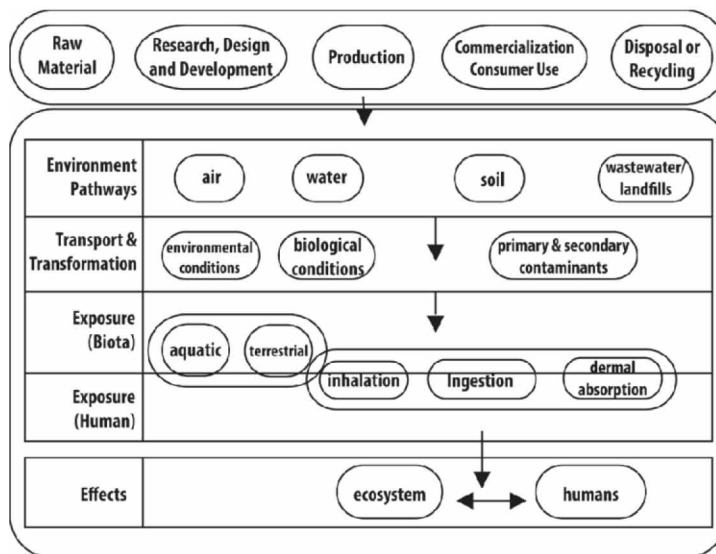 Raw
Material
Research, Design
and Development
Production
Commercialization
Consumer Use
Disposal or
Recycling
Environment
Pathways
air
water
soil
wastewater/
landfills
Transport &
Transformation
environmental
conditions
biological
conditions
primary & secondary
contaminants
Exposure
(Biota)
aquatic
terrestrial
inhalation
Ingestion
dermal
absorption
Exposure
(Human)
Effects
ecosystem
humans